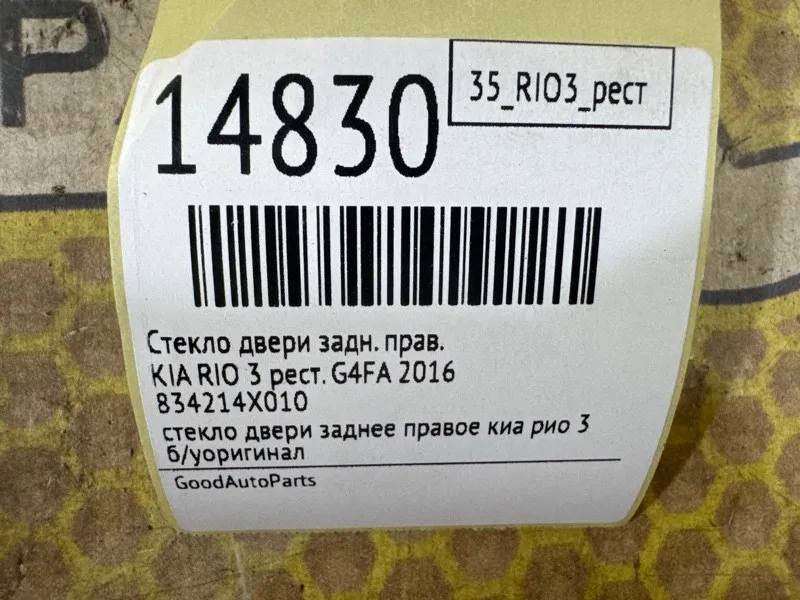 14830
35_RIO3_рест
Стекло двери задн. прав.
KIA RIO 3 рест. G4FA 2016
834214X010
стекло двери заднее правое киа рио 3
б/уоригинал
GoodAutoParts